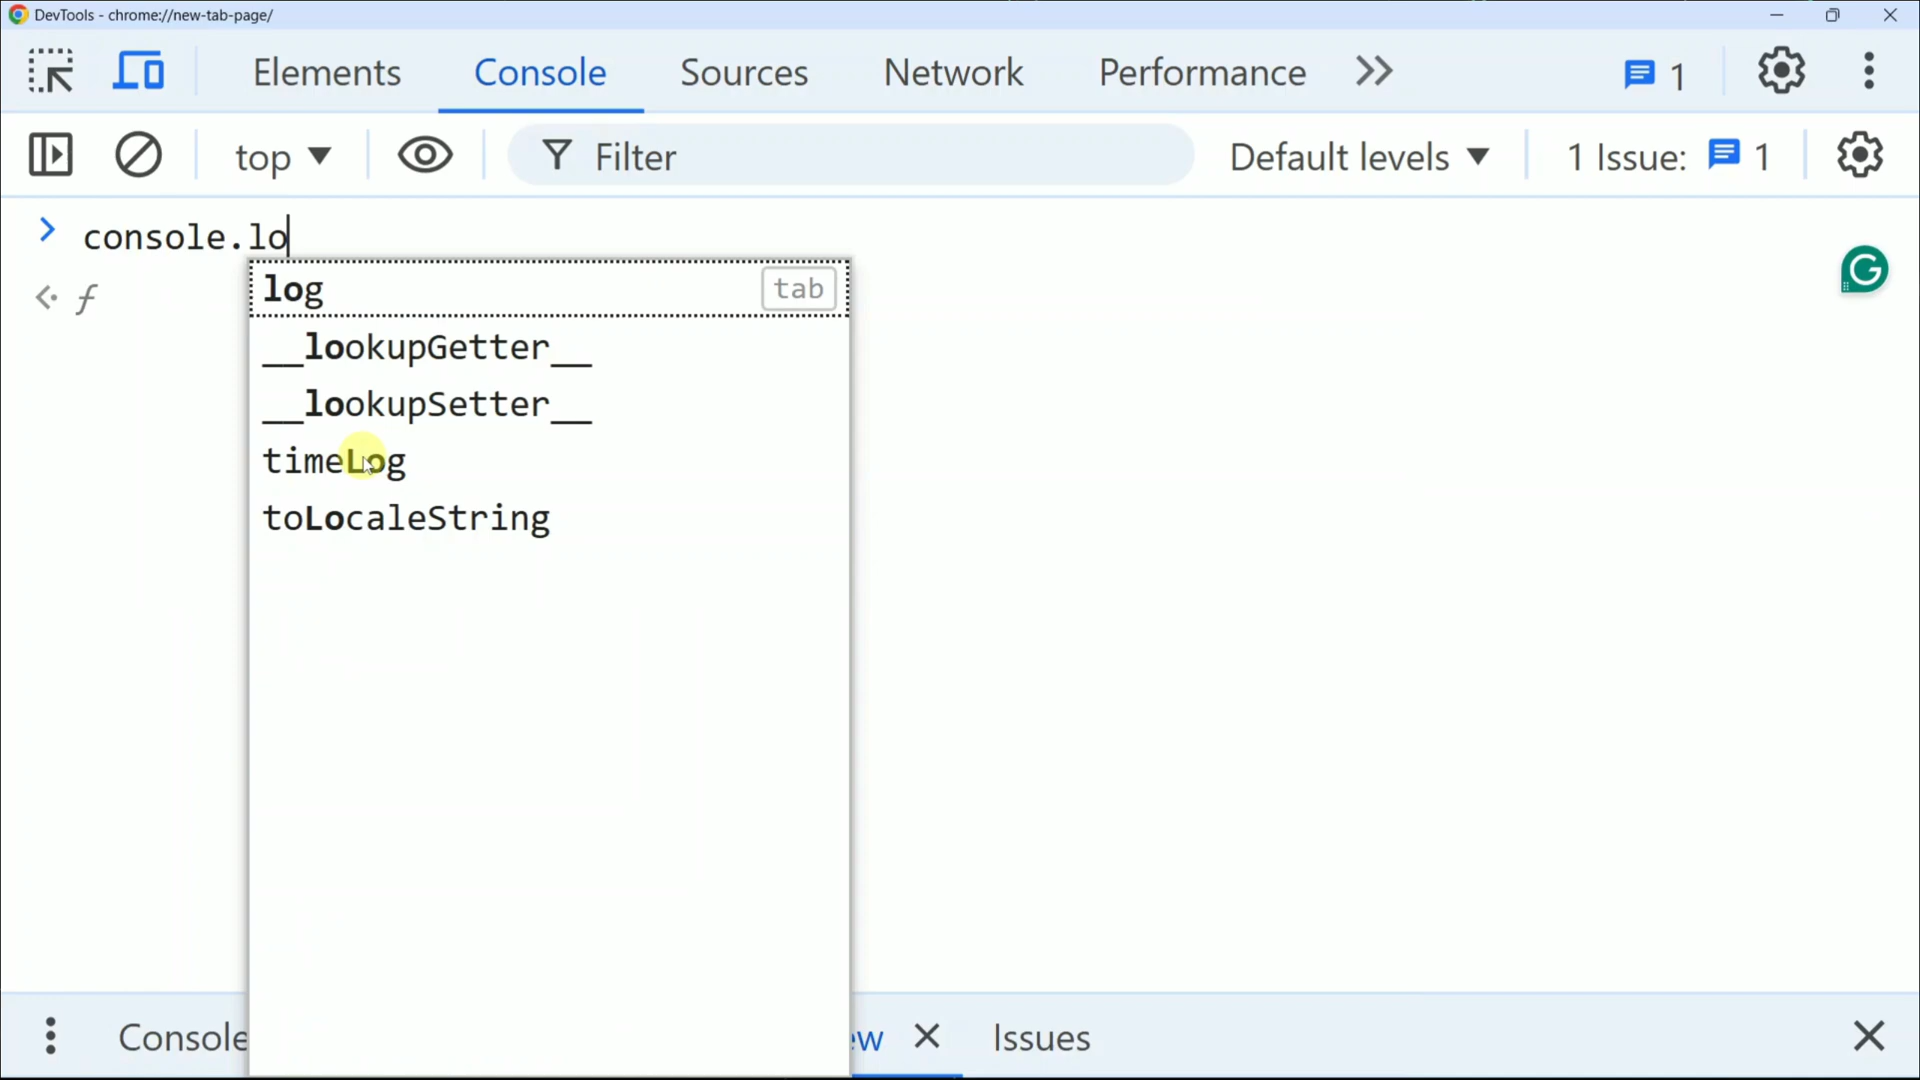 DevTools - chrome://new-tab-page/
Elements Console Sources Network Performance 1
top Filter Default levels 1 Issue: 1
console.lo
f
log tab
__lookupGetter__
__lookupSetter__
timeLog
toLocaleString
Console ew Issues